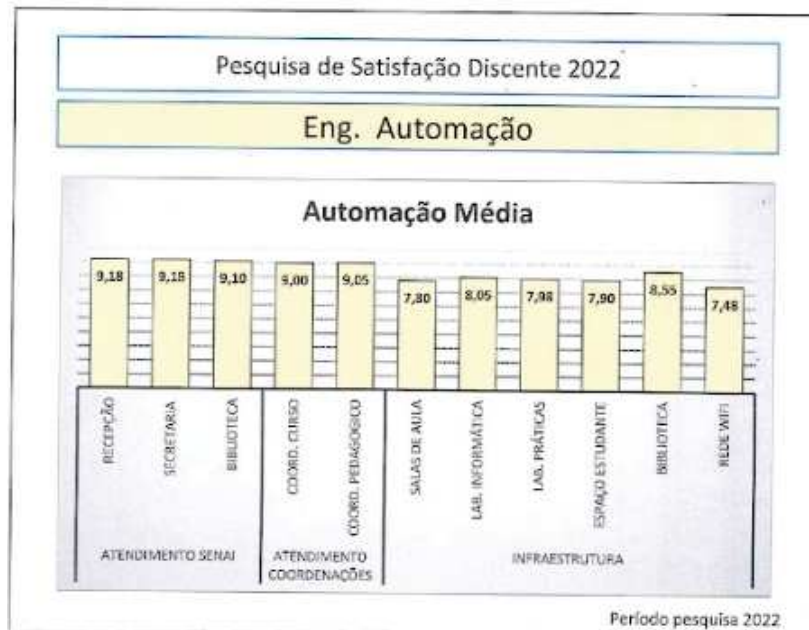 Pesquisa de Satisfação Discente 2022
Eng. Automação
Automação Média
9,18
9,18
9,10
9,00
9,05
7,80
8,05
7,98
7,90
8,55
7,48
RECEPÇÃO
SECRETARIA
BIBLIOTECA
COORD. CURSO
COORD. PEDAGOGICO
SALAS DE AULA
LAB. INFORMÁTICA
LAB. PRÁTICAS
ESPAÇO ESTUDANTE
BIBLIOTECA
REDE WIFI
ATENDIMENTO SENAI
ATENDIMENTO
COORDENAÇÕES
INFRAESTRUTURA
Período pesquisa 2022